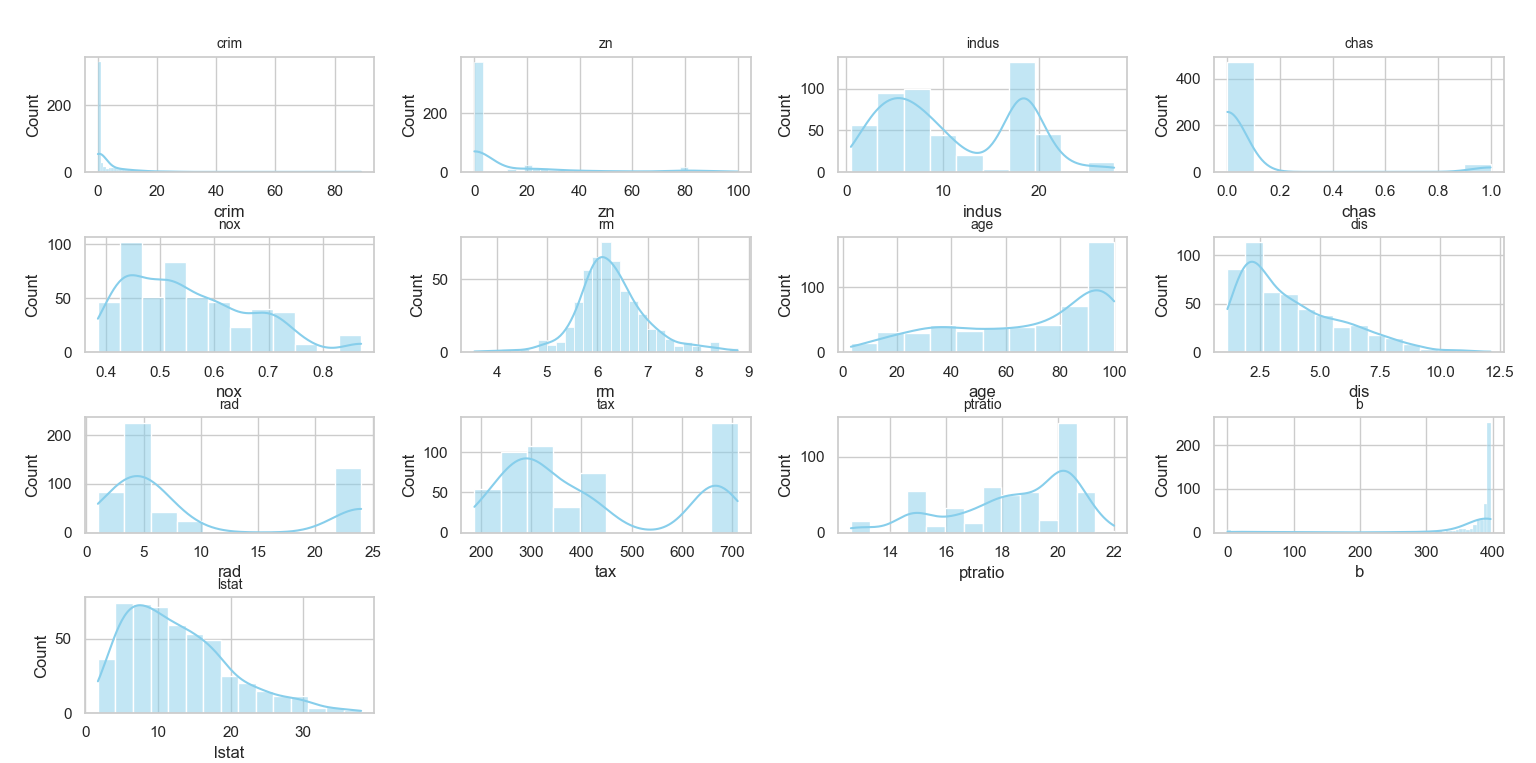 crim
zn
indus
chas
Count
200
0
Count
200
0
Count
100
50
0
Count
400
200
0
0 20 40 60 80
0 20 40 60 80 100
0 10 20
0.0 0.2 0.4 0.6 0.8 1.0
crim
zn
indus
chas
nox
rm
age
dis
Count
100
50
0
Count
50
0
Count
100
0
Count
100
50
0
0.4 0.5 0.6 0.7 0.8
4 5 6 7 8 9
0 20 40 60 80 100
2.5 5.0 7.5 10.0 12.5
nox
rm
age
dis
rad
tax
ptratio
b
Count
200
100
0
Count
100
50
0
Count
100
0
Count
200
100
0
0 5 10 15 20 25
200 300 400 500 600 700
14 16 18 20 22
0 100 200 300 400
rad
tax
ptratio
b
lstat
Count
50
0
0 10 20 30
lstat